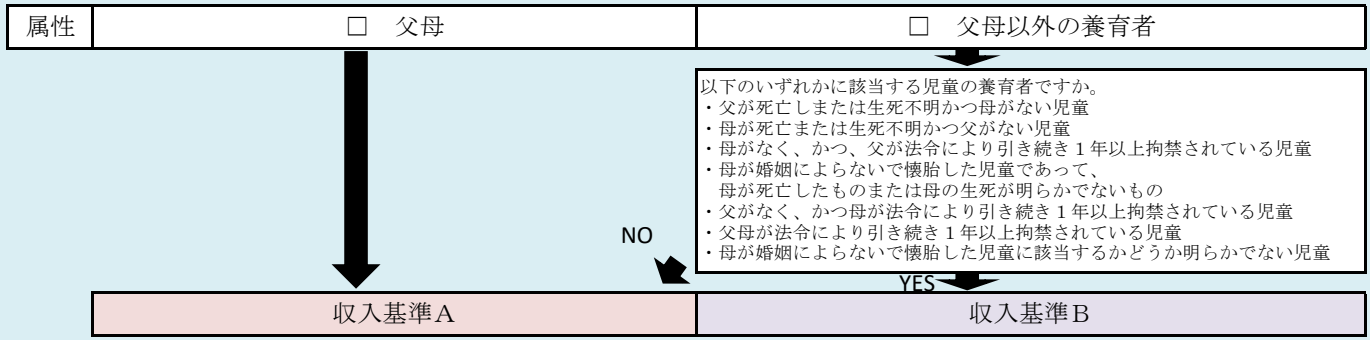 属性
□　父母
□　父母以外の養育者
以下のいずれかに該当する児童の養育者ですか。
・父が死亡しまたは生死不明かつ母がない児童
・母が死亡または生死不明かつ父がない児童
・母がなく、かつ、父が法令により引き続き１年以上拘禁されている児童
・母が婚姻によらないで懐胎した児童であって、
母が死亡したものまたは母の生死が明らかでないもの
・父がなく、かつ母が法令により引き続き１年以上拘禁されている児童
・父母が法令により引き続き１年以上拘禁されている児童
・母が婚姻によらないで懐胎した児童に該当するかどうか明らかでない児童
NO
YES
収入基準Ａ
収入基準Ｂ